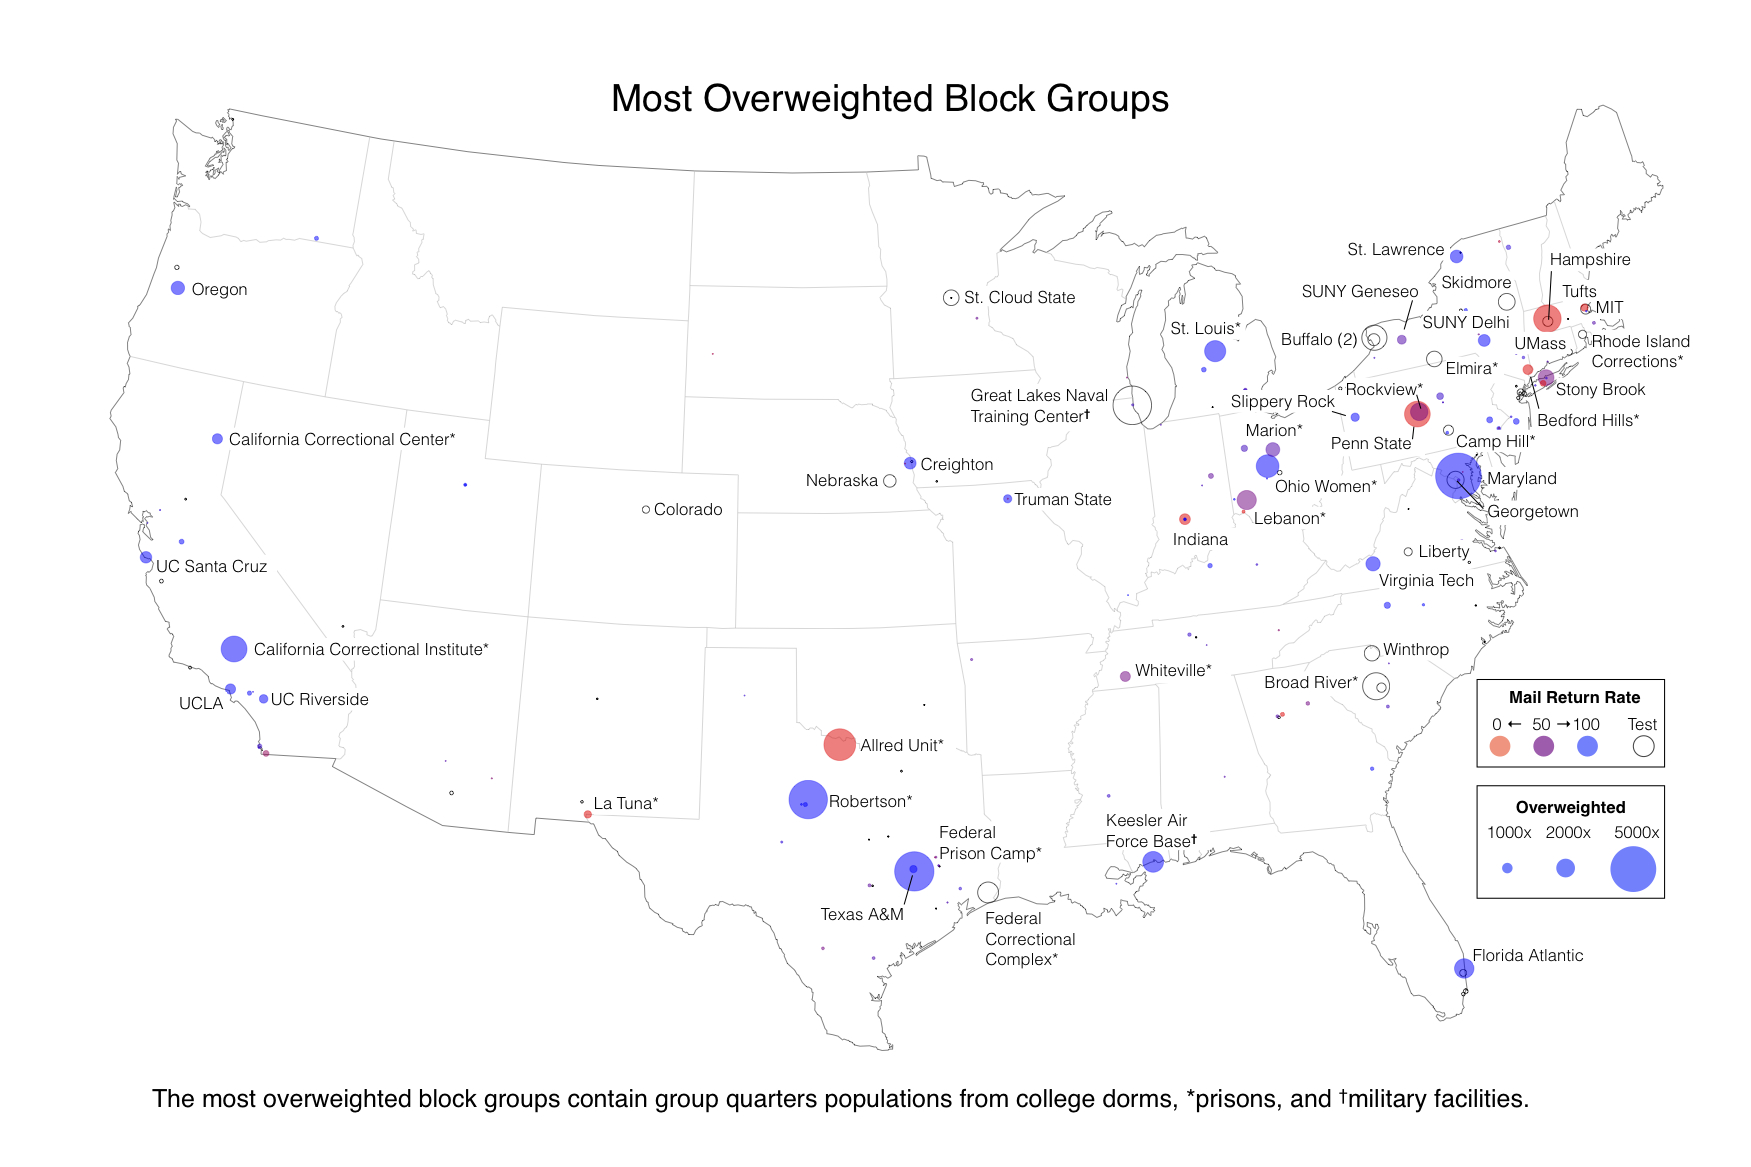 Most Overweighted Block Groups
St. Lawrence
Hampshire
Skidmore
Tufts
SUNY Geneseo
MIT
Oregon
St. Cloud State
SUNY Delhi
St. Louis*
Buffalo (2)
UMass
Rhode Island
Corrections*
Elmira*
Great Lakes Naval
Training Center†
Rockview*
Stony Brook
Slippery Rock
Bedford Hills*
Marion*
Penn State
Camp Hill*
California Correctional Center*
Creighton
Nebraska
Maryland
Ohio Women*
Truman State
Colorado
Georgetown
Lebanon*
Indiana
Liberty
UC Santa Cruz
Virginia Tech
California Correctional Institute*
Winthrop
Whiteville*
Broad River*
UCLA
UC Riverside
Mail Return Rate
0 ← 50 → 100 Test
Allred Unit*
La Tuna*
Robertson*
Overweighted
1000x 2000x 5000x
Keesler Air
Force Base†
Federal
Prison Camp*
Texas A&M
Federal
Correctional
Complex*
Florida Atlantic
The most overweighted block groups contain group quarters populations from college dorms, *prisons, and †military facilities.